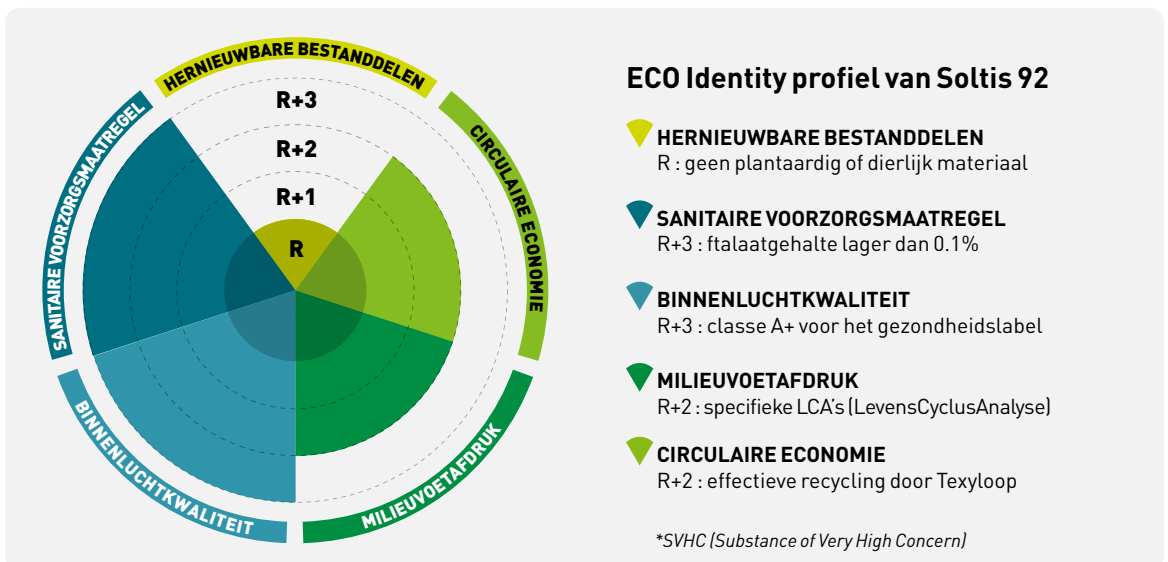 HERNIEUWBARE BESTANDDELEN
CIRCULAIRE ECONOMIE
MILIEUVOETAFDRUK
BINNENLUCHTKWALITEIT
SANITAIRE VOORZORGSMAATREGEL
R+3
R+2
R+1
R
ECO Identity profiel van Soltis 92
HERNIEUWBARE BESTANDDELEN
R : geen plantaardig of dierlijk materiaal
SANITAIRE VOORZORGSMAATREGEL
R+3 : ftalaatgehalte lager dan 0.1%
BINNENLUCHTKWALITEIT
R+3 : classe A+ voor het gezondheidslabel
MILIEUVOETAFDRUK
R+2 : specifieke LCA's (LevensCyclusAnalyse)
CIRCULAIRE ECONOMIE
R+2 : effectieve recycling door Texyloop
*SVHC (Substance of Very High Concern)